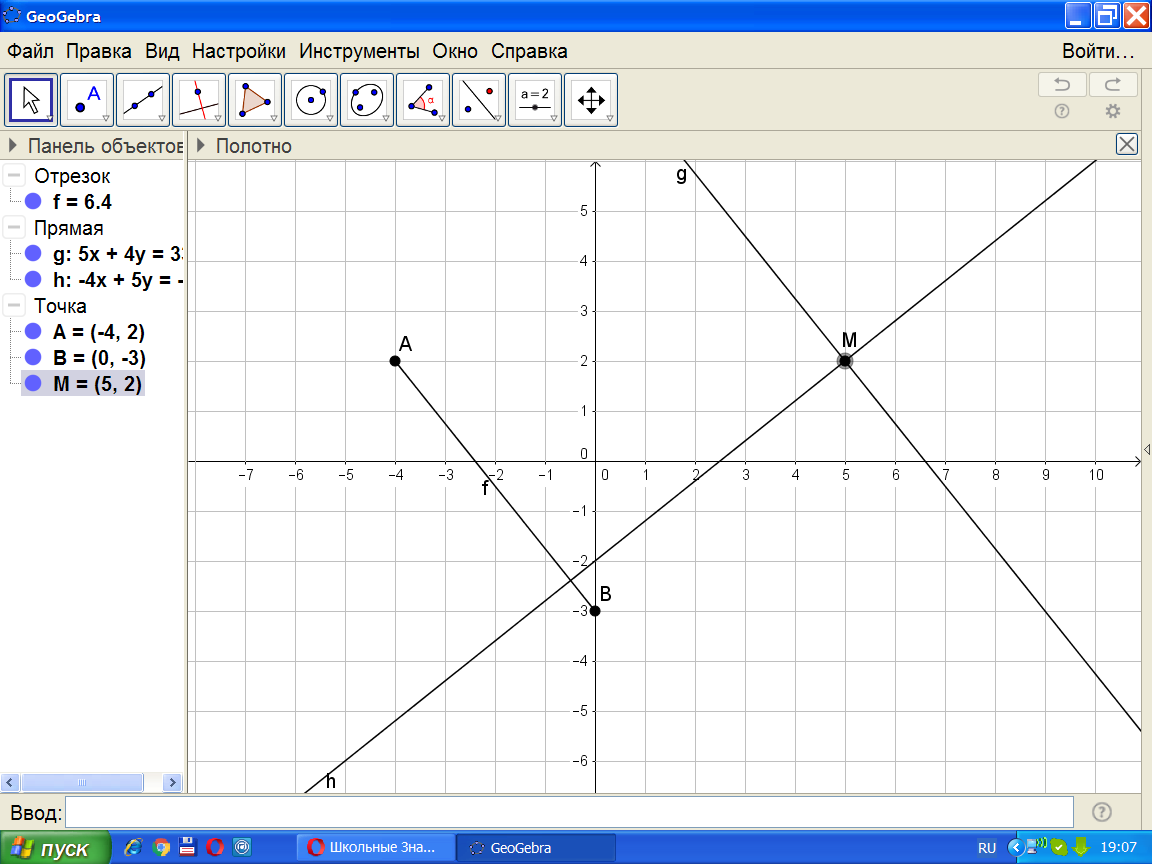 GeoGebra
Файл Правка Вид Настройки Инструменты Окно Справка Войти...
A α a = 2
Панель объектов Полотно
Отрезок
f = 6.4
Прямая
g: 5x + 4y = 33
h: -4x + 5y = -
Точка
A = (-4, 2)
B = (0, -3)
M = (5, 2)
g
5
4
3
A M
2
1
0
−7 −6 −5 −4 −3 −2 −1 0 1 2 3 4 5 6 7 8 9 10
f
−1
−2
B
−3
−4
−5
−6
h
Ввод:
пуск Школьные Зна... GeoGebra RU 19:07